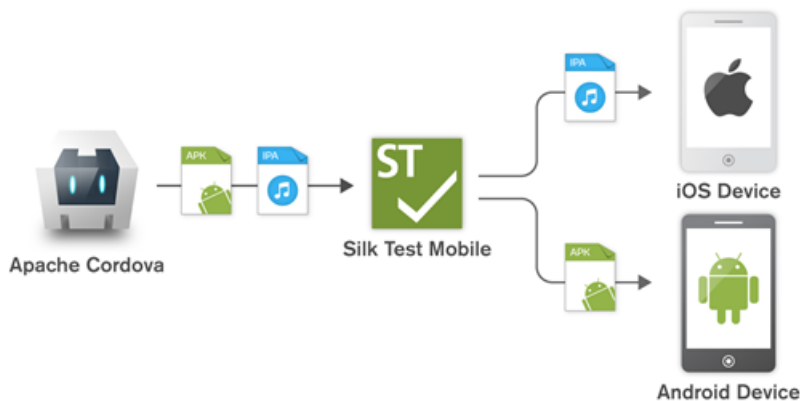 IPA
iOS Device
APK
IPA
ST
Apache Cordova
Silk Test Mobile
APK
Android Device